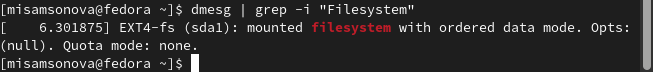 [misamsonova@fedora ~]$ dmesg | grep -i "Filesystem"
[    6.301875] EXT4-fs (sda1): mounted filesystem with ordered data mode. Opts:
(null). Quota mode: none.
[misamsonova@fedora ~]$